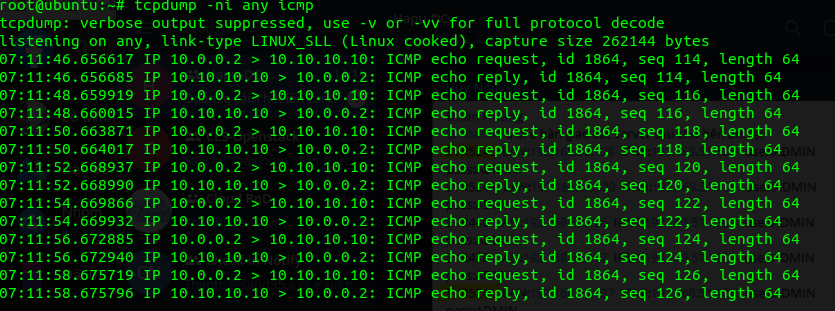 root@ubuntu:~# tcpdump -ni any icmp
tcpdump: verbose output suppressed, use -v or -vv for full protocol decode
listening on any, link-type LINUX_SLL (Linux cooked), capture size 262144 bytes
07:11:46.656617 IP 10.0.0.2 > 10.10.10.10: ICMP echo request, id 1864, seq 114, length 64
07:11:46.656685 IP 10.10.10.10 > 10.0.0.2: ICMP echo reply, id 1864, seq 114, length 64
07:11:48.659919 IP 10.0.0.2 > 10.10.10.10: ICMP echo request, id 1864, seq 116, length 64
07:11:48.660015 IP 10.10.10.10 > 10.0.0.2: ICMP echo reply, id 1864, seq 116, length 64
07:11:50.663871 IP 10.0.0.2 > 10.10.10.10: ICMP echo request, id 1864, seq 118, length 64
07:11:50.664017 IP 10.10.10.10 > 10.0.0.2: ICMP echo reply, id 1864, seq 118, length 64
07:11:52.668937 IP 10.0.0.2 > 10.10.10.10: ICMP echo request, id 1864, seq 120, length 64
07:11:52.668990 IP 10.10.10.10 > 10.0.0.2: ICMP echo reply, id 1864, seq 120, length 64
07:11:54.669866 IP 10.0.0.2 > 10.10.10.10: ICMP echo request, id 1864, seq 122, length 64
07:11:54.669932 IP 10.10.10.10 > 10.0.0.2: ICMP echo reply, id 1864, seq 122, length 64
07:11:56.672885 IP 10.0.0.2 > 10.10.10.10: ICMP echo request, id 1864, seq 124, length 64
07:11:56.672940 IP 10.10.10.10 > 10.0.0.2: ICMP echo reply, id 1864, seq 124, length 64
07:11:58.675719 IP 10.0.0.2 > 10.10.10.10: ICMP echo request, id 1864, seq 126, length 64
07:11:58.675796 IP 10.10.10.10 > 10.0.0.2: ICMP echo reply, id 1864, seq 126, length 64